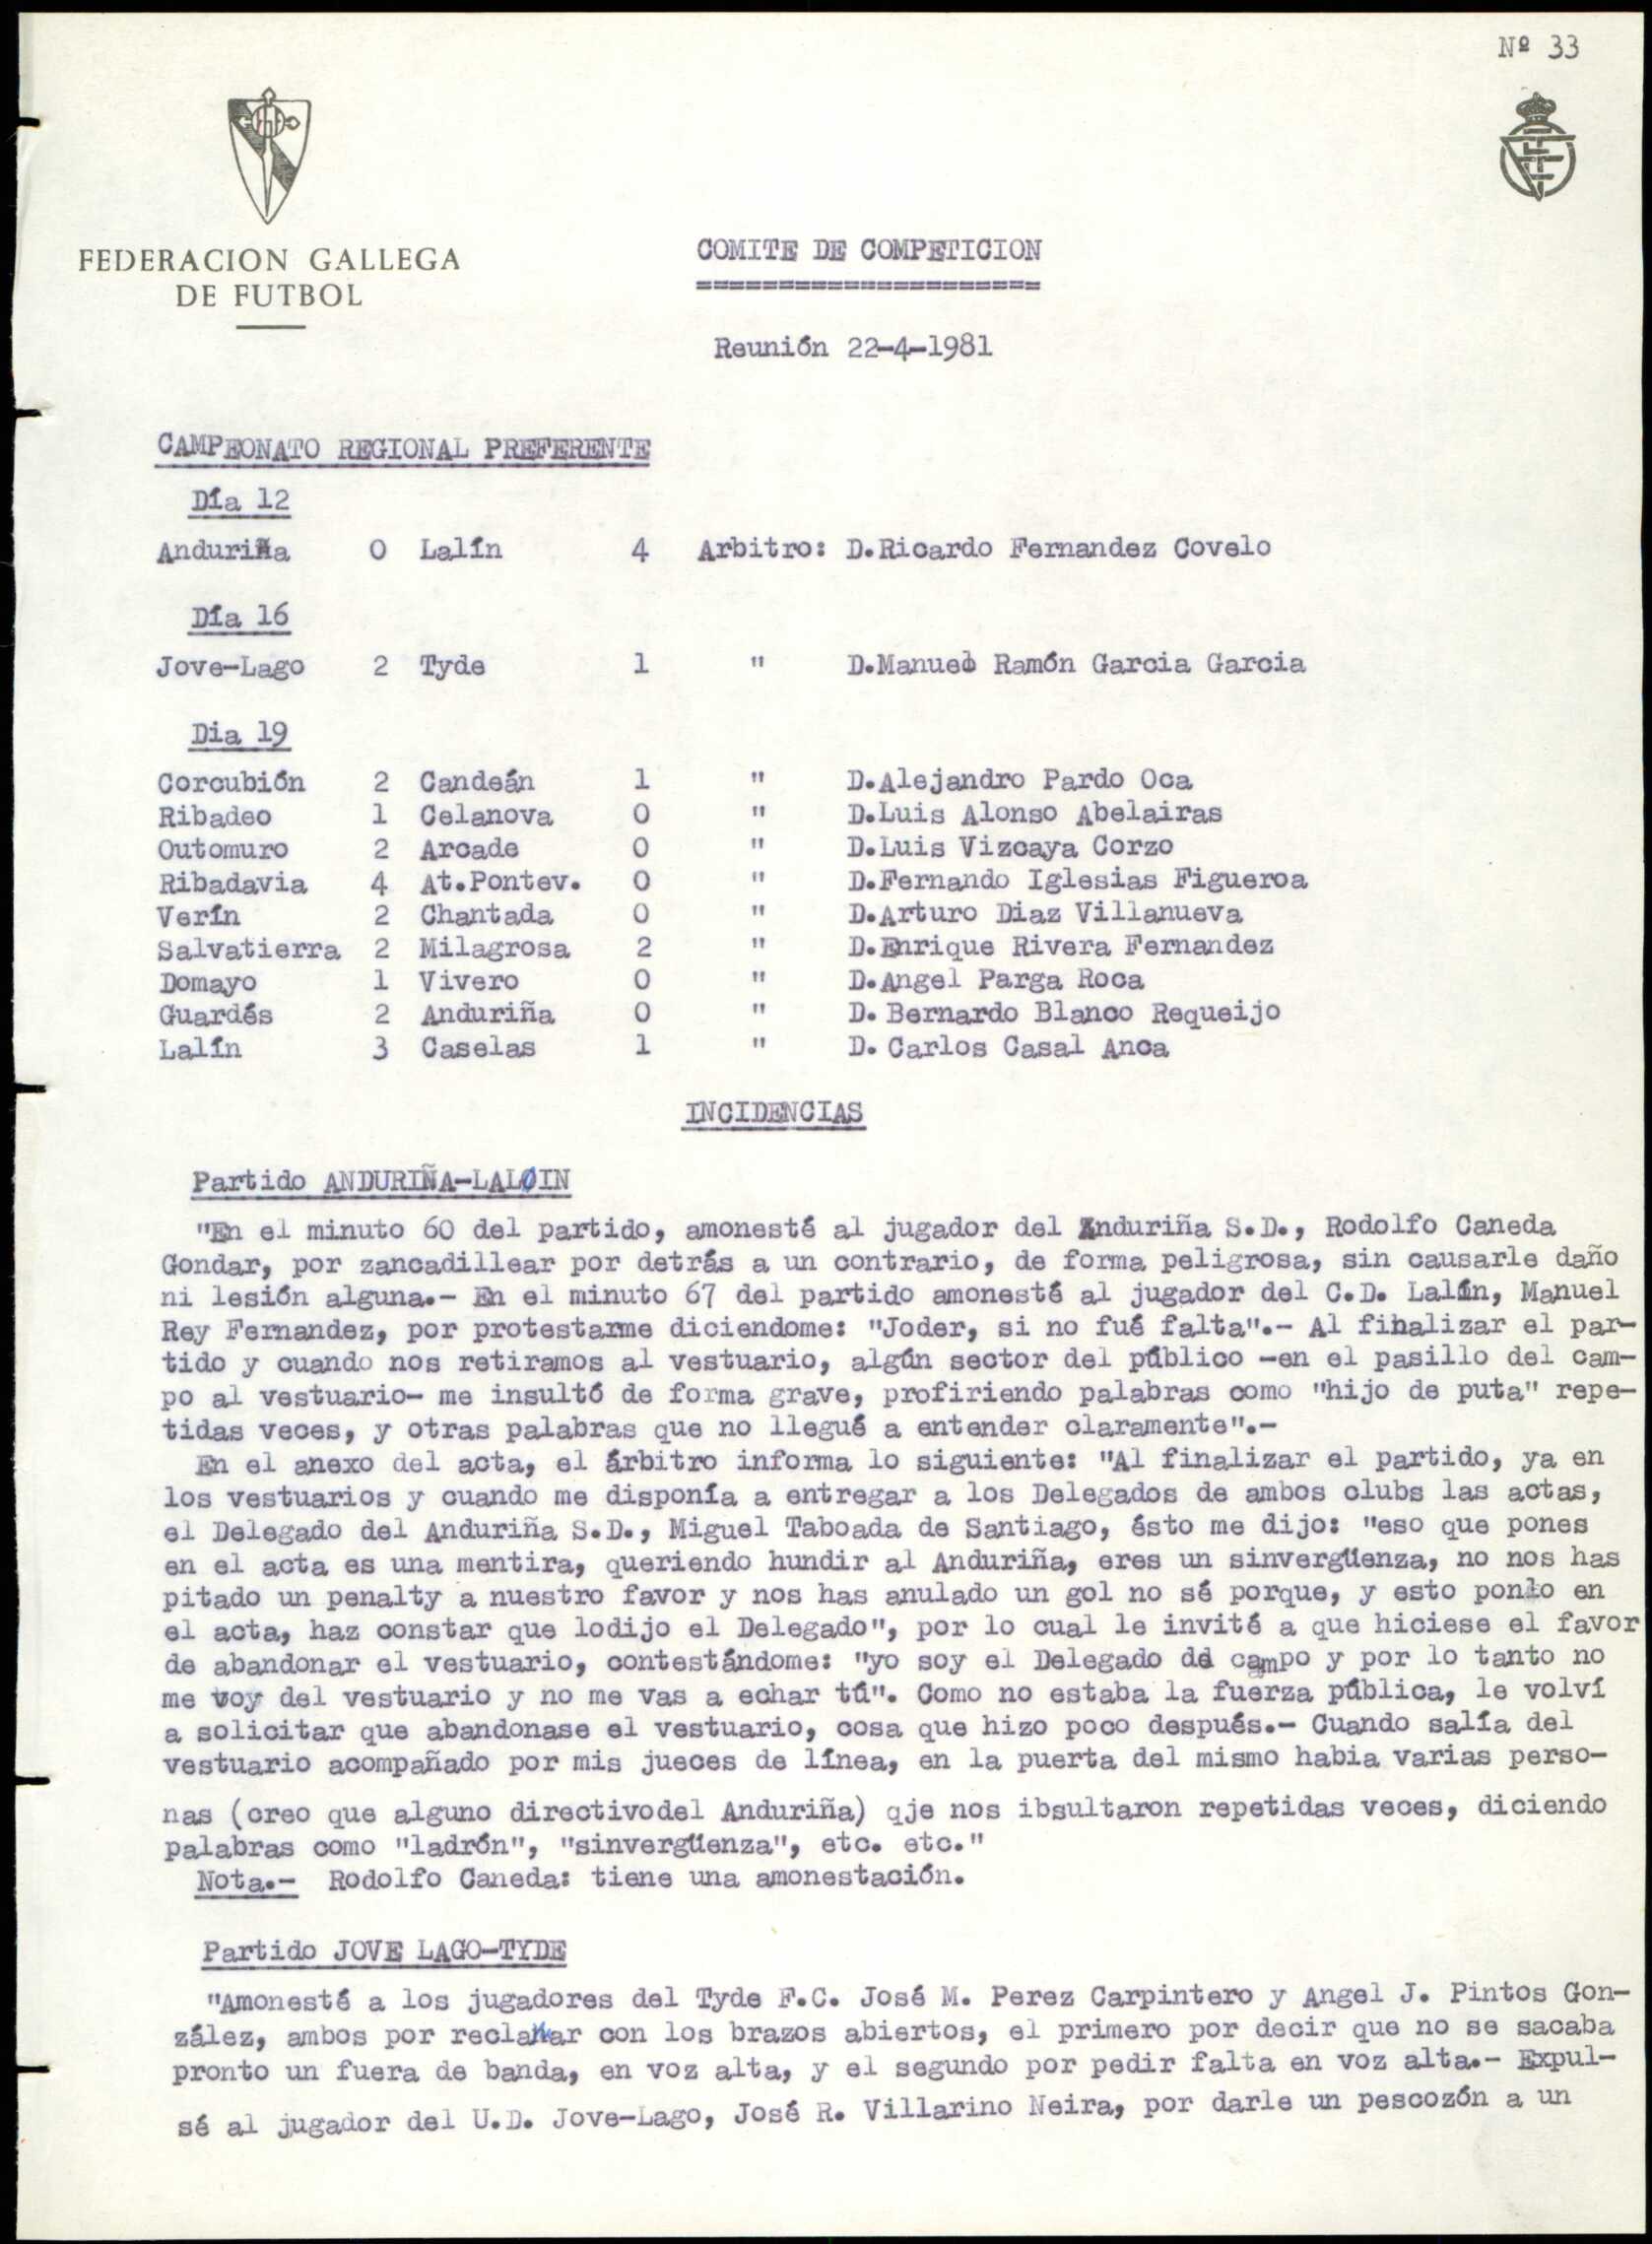 Nº 33
FEDERACION GALLEGA
DE FUTBOL
COMITE DE COMPETICION
=====================
Reunión 22-4-1981
CAMPEONATO REGIONAL PREFERENTE
Día 12
Anduriña 0 Lalín 4 Arbitro: D.Ricardo Fernandez Covelo
Día 16
Jove-Lago 2 Tyde 1 " D.Manuel Ramón Garcia Garcia
Dia 19
Corcubión 2 Candeán 1 " D.Alejandro Pardo Oca
Ribadeo 1 Celanova 0 " D.Luis Alonso Abelairas
Outomuro 2 Arcade 0 " D.Luis Vizcaya Corzo
Ribadavia 4 At.Pontev. 0 " D.Fernando Iglesias Figueroa
Verín 2 Chantada 0 " D.Arturo Diaz Villanueva
Salvatierra 2 Milagrosa 2 " D.Enrique Rivera Fernandez
Domayo 1 Vivero 0 " D.Angel Parga Roca
Guardés 2 Anduriña 0 " D. Bernardo Blanco Requeijo
Lalín 3 Caselas 1 " D. Carlos Casal Anca
INCIDENCIAS
Partido ANDURIÑA-LALOIN
"En el minuto 60 del partido, amonesté al jugador del Anduriña S.D., Rodolfo Caneda
Gondar, por zancadillear por detrás a un contrario, de forma peligrosa, sin causarle daño
ni lesión alguna.- En el minuto 67 del partido amonesté al jugador del C.D. Lalín, Manuel
Rey Fernandez, por protestarme diciendome: "Joder, si no fué falta".- Al finalizar el par-
tido y cuando nos retiramos al vestuario, algún sector del público -en el pasillo del cam-
po al vestuario- me insultó de forma grave, profiriendo palabras como "hijo de puta" repe-
tidas veces, y otras palabras que no llegué a entender claramente".-
En el anexo del acta, el árbitro informa lo siguiente: "Al finalizar el partido, ya en
los vestuarios y cuando me disponía a entregar a los Delegados de ambos clubs las actas,
el Delegado del Anduriña S.D., Miguel Taboada de Santiago, ésto me dijo: "eso que pones
en el acta es una mentira, queriendo hundir al Anduriña, eres un sinvergüenza, no nos has
pitado un penalty a nuestro favor y nos has anulado un gol no sé porque, y esto ponlo en
el acta, haz constar que lodijo el Delegado", por lo cual le invité a que hiciese el favor
de abandonar el vestuario, contestándome: "yo soy el Delegado del campo y por lo tanto no
me voy del vestuario y no me vas a echar tú". Como no estaba la fuerza pública, le volví
a solicitar que abandonase el vestuario, cosa que hizo poco después.- Cuando salía del
vestuario acompañado por mis jueces de línea, en la puerta del mismo habia varias perso-
nas (creo que alguno directivodel Anduriña) qje nos ibsultaron repetidas veces, diciendo
palabras como "ladrón", "sinvergüenza", etc. etc."
Nota.- Rodolfo Caneda: tiene una amonestación.
Partido JOVE LAGO-TYDE
"Amonesté a los jugadores del Tyde F.C. José M. Perez Carpintero y Angel J. Pintos Gon-
zález, ambos por reclamar con los brazos abiertos, el primero por decir que no se sacaba
pronto un fuera de banda, en voz alta, y el segundo por pedir falta en voz alta.- Expul-
sé al jugador del U.D. Jove-Lago, José R. Villarino Neira, por darle un pescozón a un